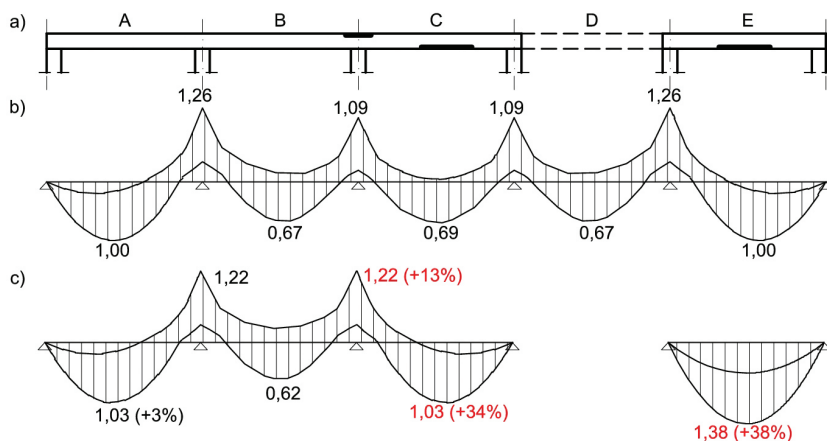 a) A B C D E
b) 1,26 1,09 1,09 1,26
1,00 0,67 0,69 0,67 1,00
c) 1,22 1,22 (+13%)
1,03 (+3%) 0,62 1,03 (+34%) 1,38 (+38%)